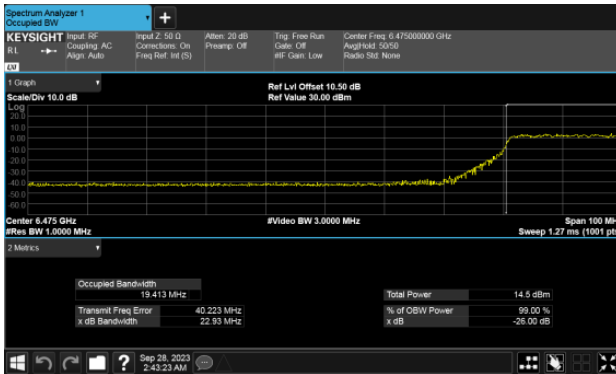 Spectrum Analyzer 1
Occupied BW
KEYSIGHT Input: RF Input Z: 50 Ω Atten: 20 dB Trig: Free Run Center Freq: 6.475000000 GHz
RL Coupling: AC Corrections: On Preamp: Off Gate: Off Avg|Hold: 50/50
Align: Auto Freq Ref: Int (S) #IF Gain: Low Radio Std: None
LXI
1 Graph
Ref Lvl Offset 10.50 dB
Scale/Div 10.0 dB Ref Value 30.00 dBm
Log
20.0
10.0
0.00
-10.0
-20.0
-30.0
-40.0
-50.0
-60.0
Center 6.475 GHz #Video BW 3.0000 MHz Span 100 MH
#Res BW 1.0000 MHz Sweep 1.27 ms (1001 pts
2 Metrics
Occupied Bandwidth
19.413 MHz Total Power 14.5 dBm
Transmit Freq Error 40.223 MHz % of OBW Power 99.00 %
x dB Bandwidth 22.93 MHz x dB -26.00 dB
Sep 28, 2023
2:43:23 AM